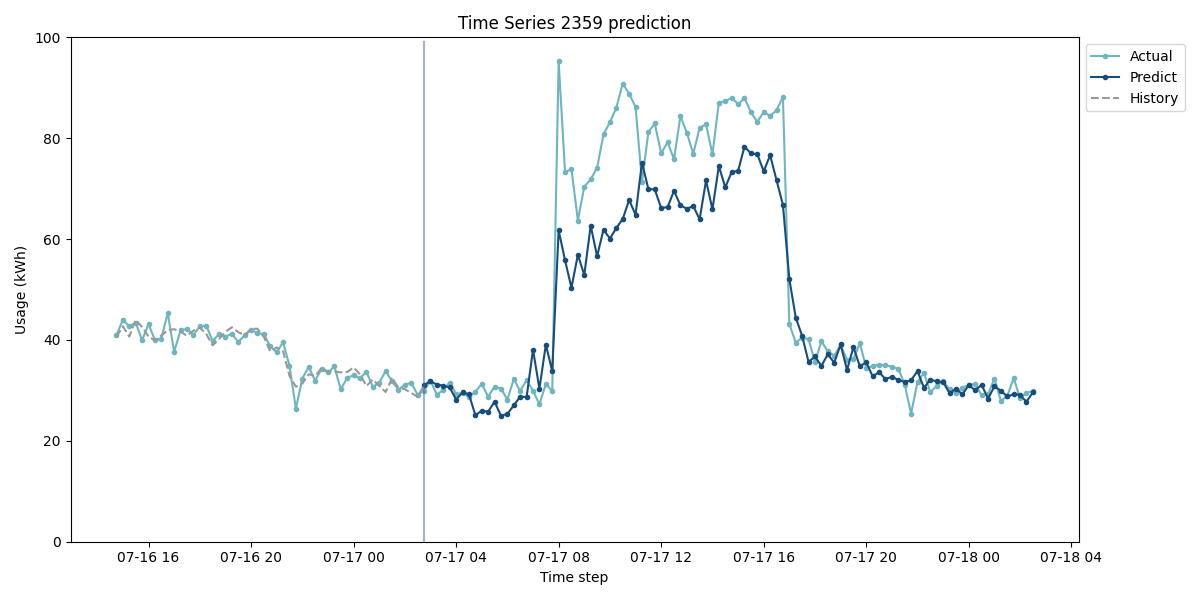 Time Series 2359 prediction
Usage (kWh)
100
80
60
40
20
0
07-16 16
07-16 20
07-17 00
07-17 04
07-17 08
07-17 12
07-17 16
07-17 20
07-18 00
07-18 04
Time step
Actual
Predict
History